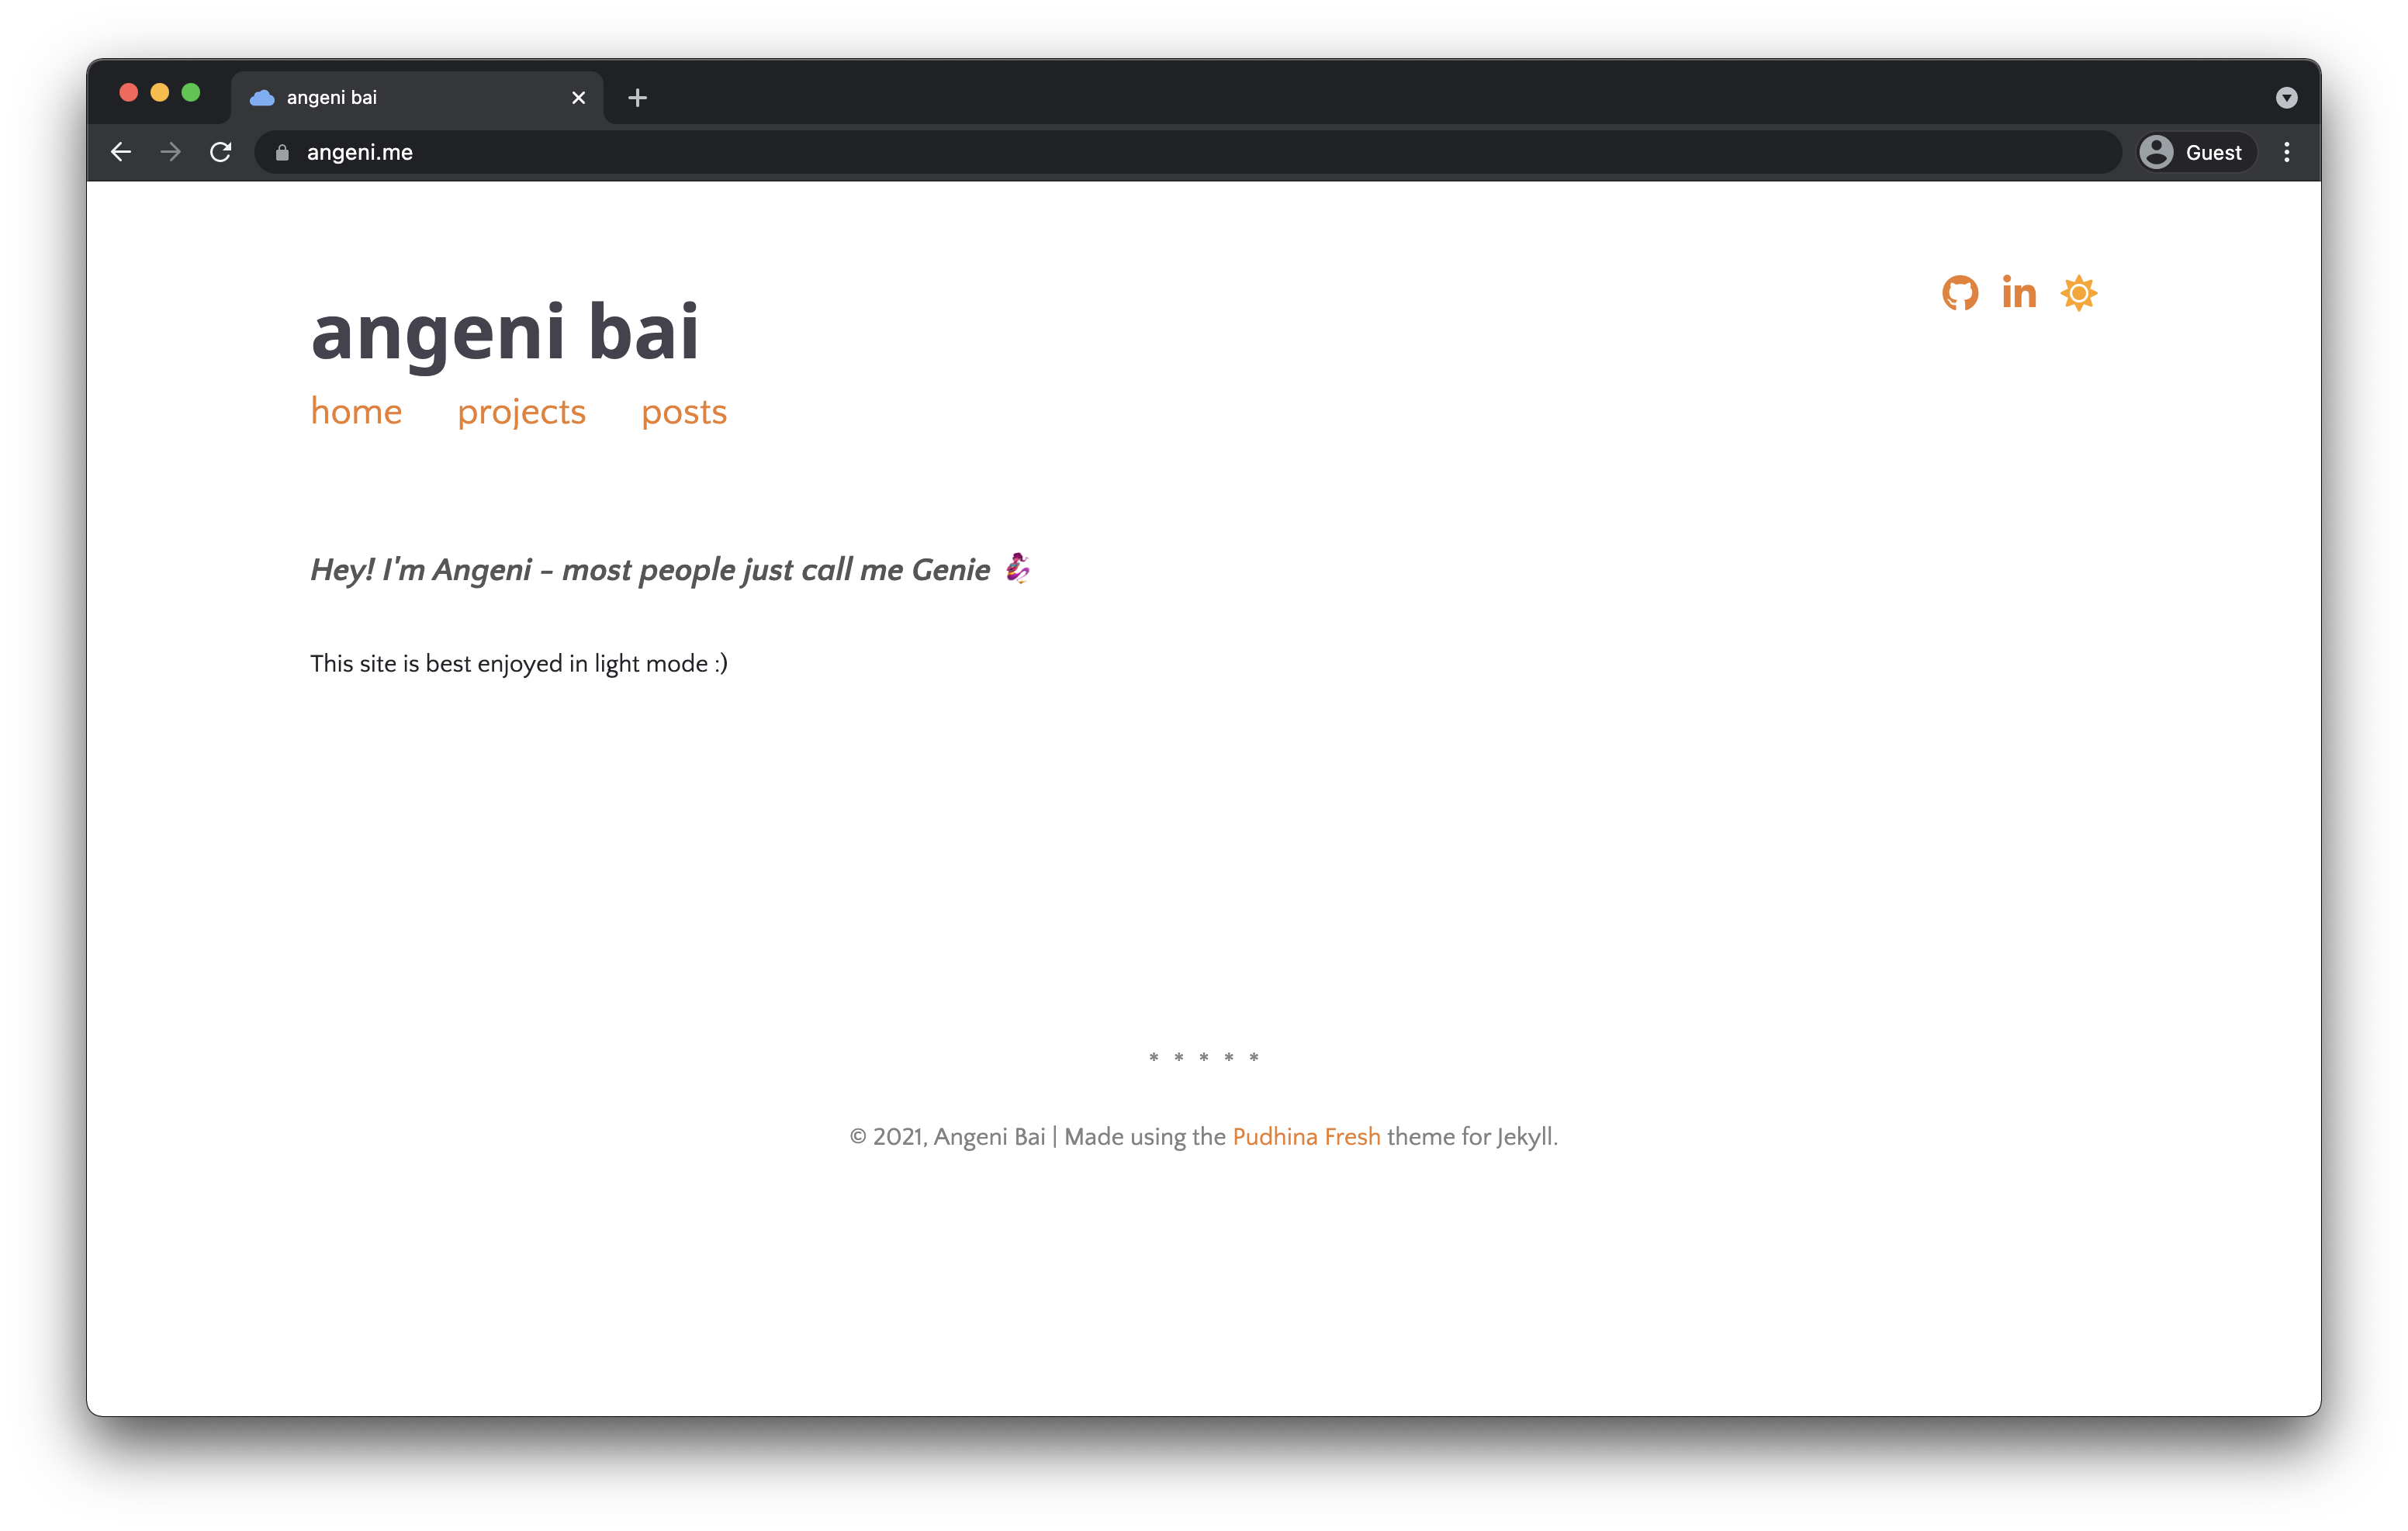 angeni bai
angeni.me
Guest
angeni bai
in
home projects posts
Hey! I'm Angeni - most people just call me Genie 🧞‍♀️
This site is best enjoyed in light mode :)
* * * * *
© 2021, Angeni Bai | Made using the Pudhina Fresh theme for Jekyll.